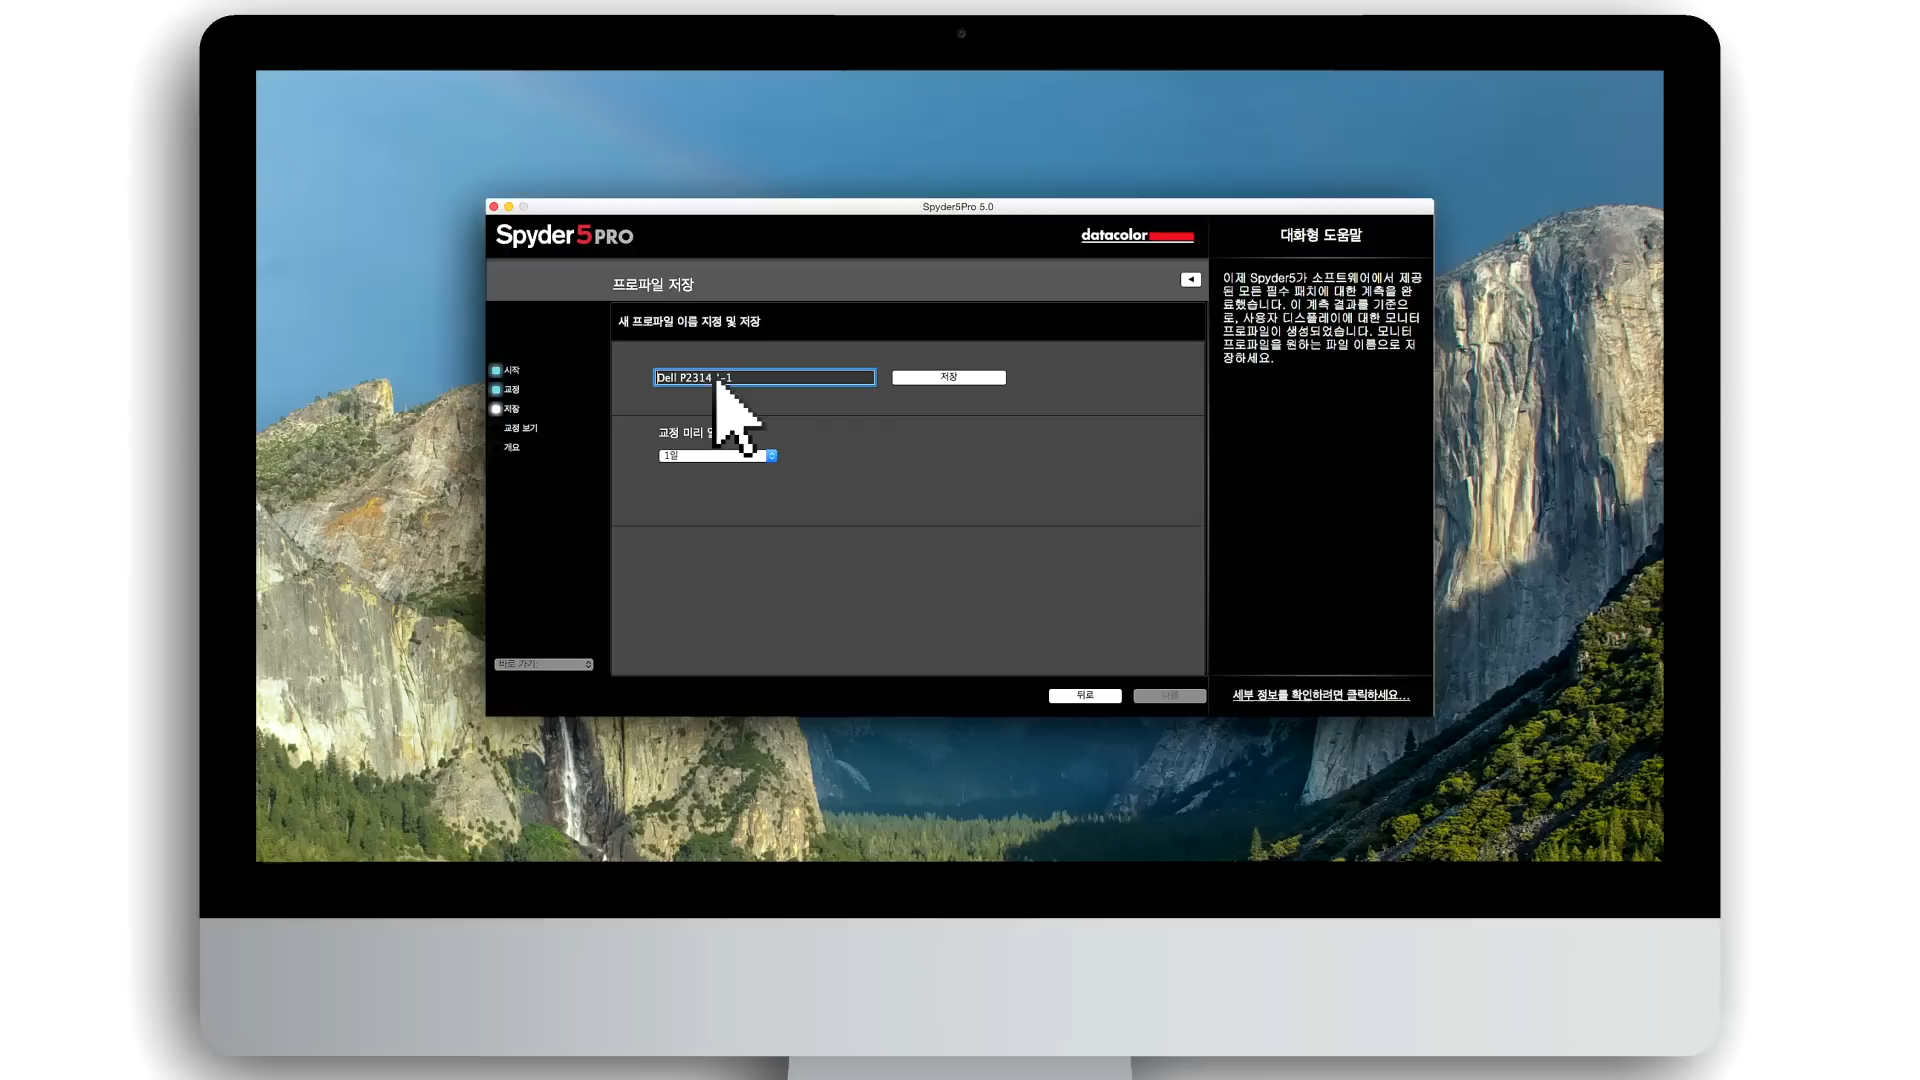 Spyder5Pro 5.0
Spyder5PRO
datacolor
대화형 도움말
프로파일 저장
◄
이제 Spyder5가 소프트웨어에서 제공
된 모든 필수 패치에 대한 계측을 완
료했습니다. 이 계측 결과를 기준으
로, 사용자 디스플레이에 대한 모니터
프로파일이 생성되었습니다. 모니터
프로파일을 원하는 파일 이름으로 저
장하세요.
새 프로파일 이름 지정 및 저장
시작
교정
저장
교정 보기
개요
Dell
저장
교정 미리
1일
바로 가기:
뒤로
다음
세부 정보를 확인하려면 클릭하세요...